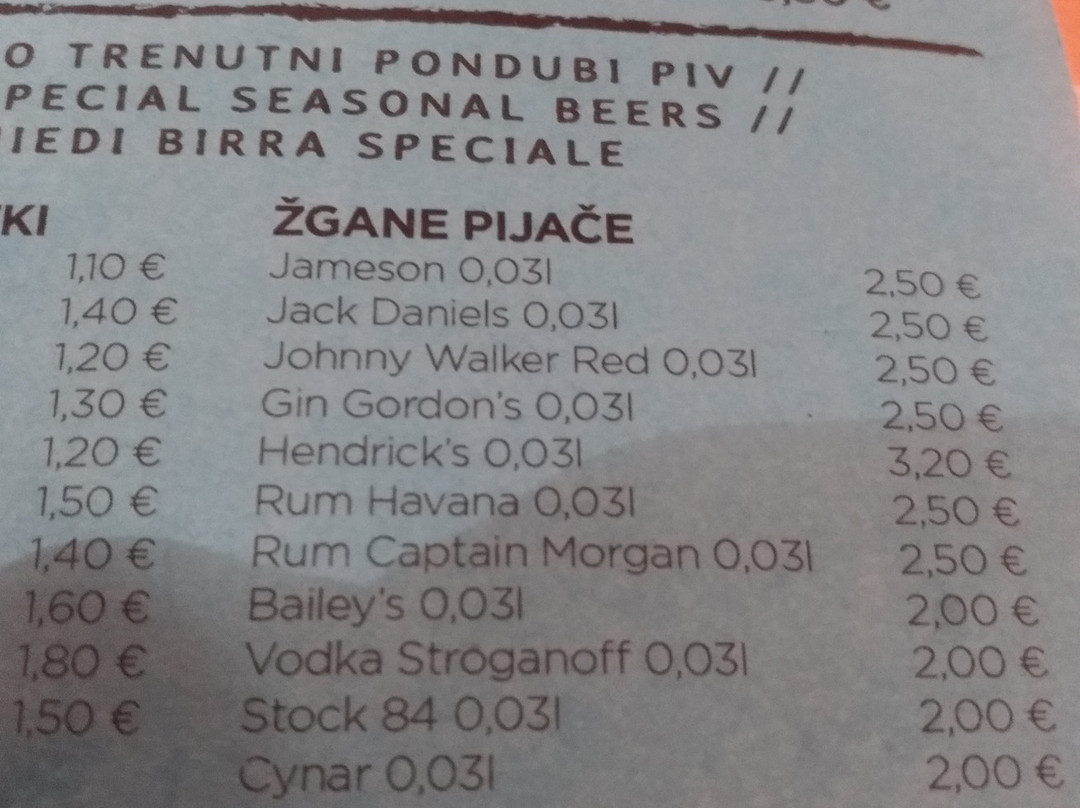 O TRENUTNI PONDUBI PIV //
PECIAL SEASONAL BEERS //
IEDI BIRRA SPECIALE
KI
1,10 €
1,40 €
1,20 €
1,30 €
1,20 €
1,50 €
1,40 €
1,60 €
1,80 €
1,50 €
ŽGANE PIJAČE
Jameson 0,03l 2,50 €
Jack Daniels 0,03l 2,50 €
Johnny Walker Red 0,03l 2,50 €
Gin Gordon's 0,03l 2,50 €
Hendrick's 0,03l 3,20 €
Rum Havana 0,03l 2,50 €
Rum Captain Morgan 0,03l 2,50 €
Bailey's 0,03l 2,00 €
Vodka Stroganoff 0,03l 2,00 €
Stock 84 0,03l 2,00 €
Cynar 0,03l 2,00 €